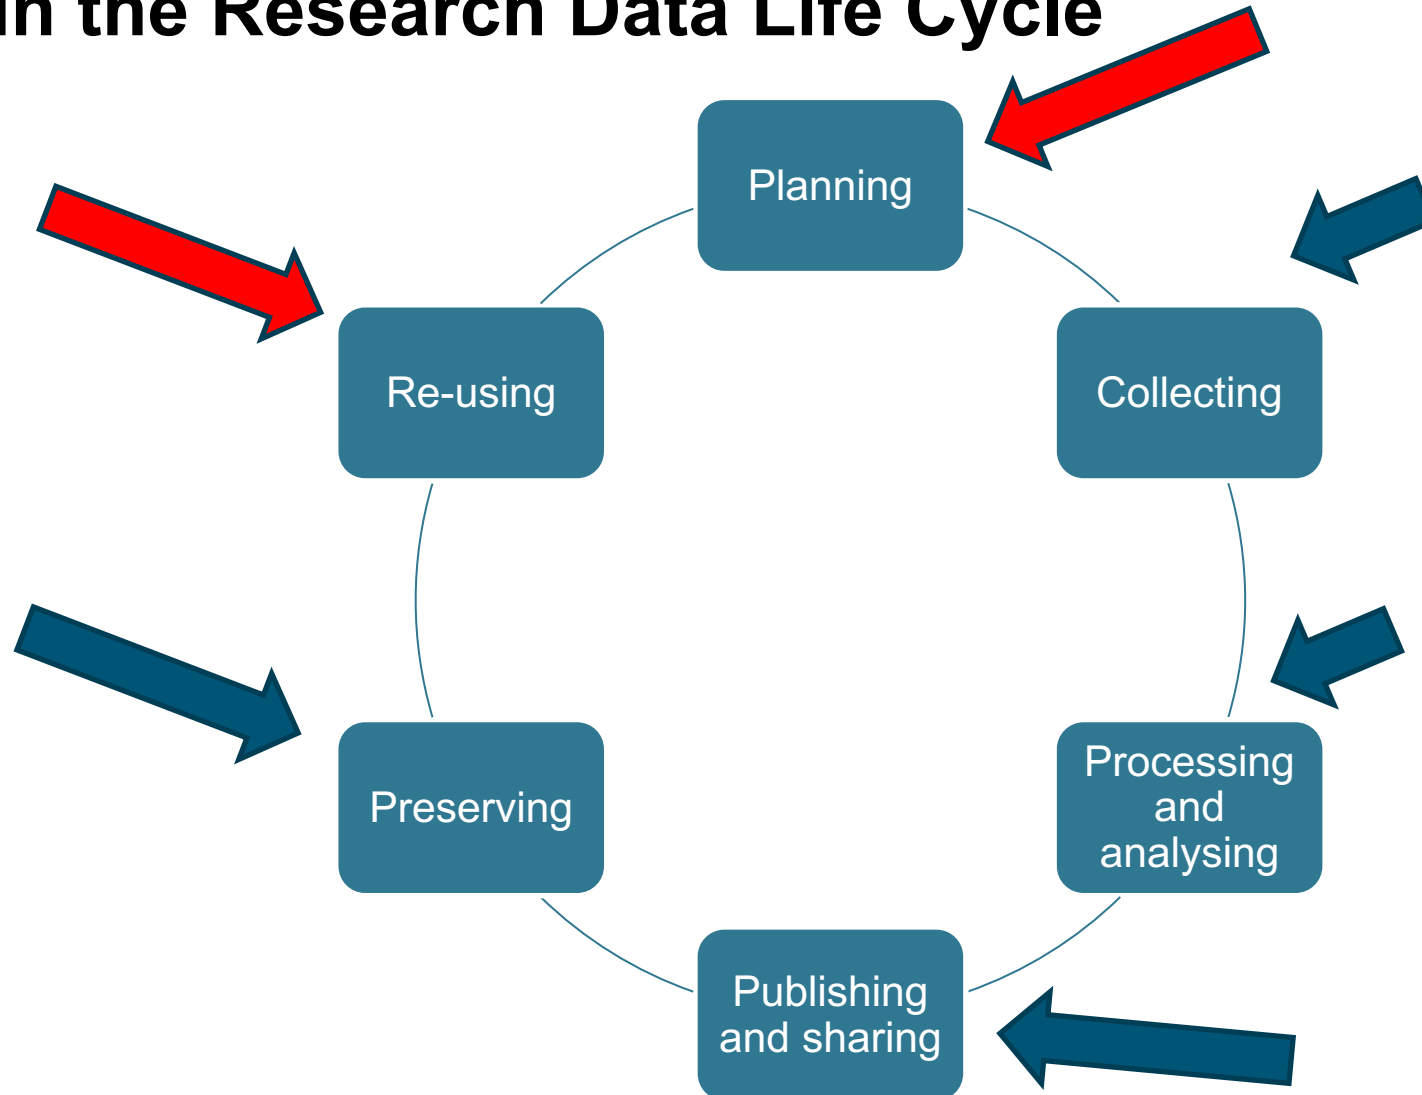 in the Research Data Life Cycle
Planning
Re-using
Collecting
Preserving
Processing
and
analysing
Publishing
and sharing